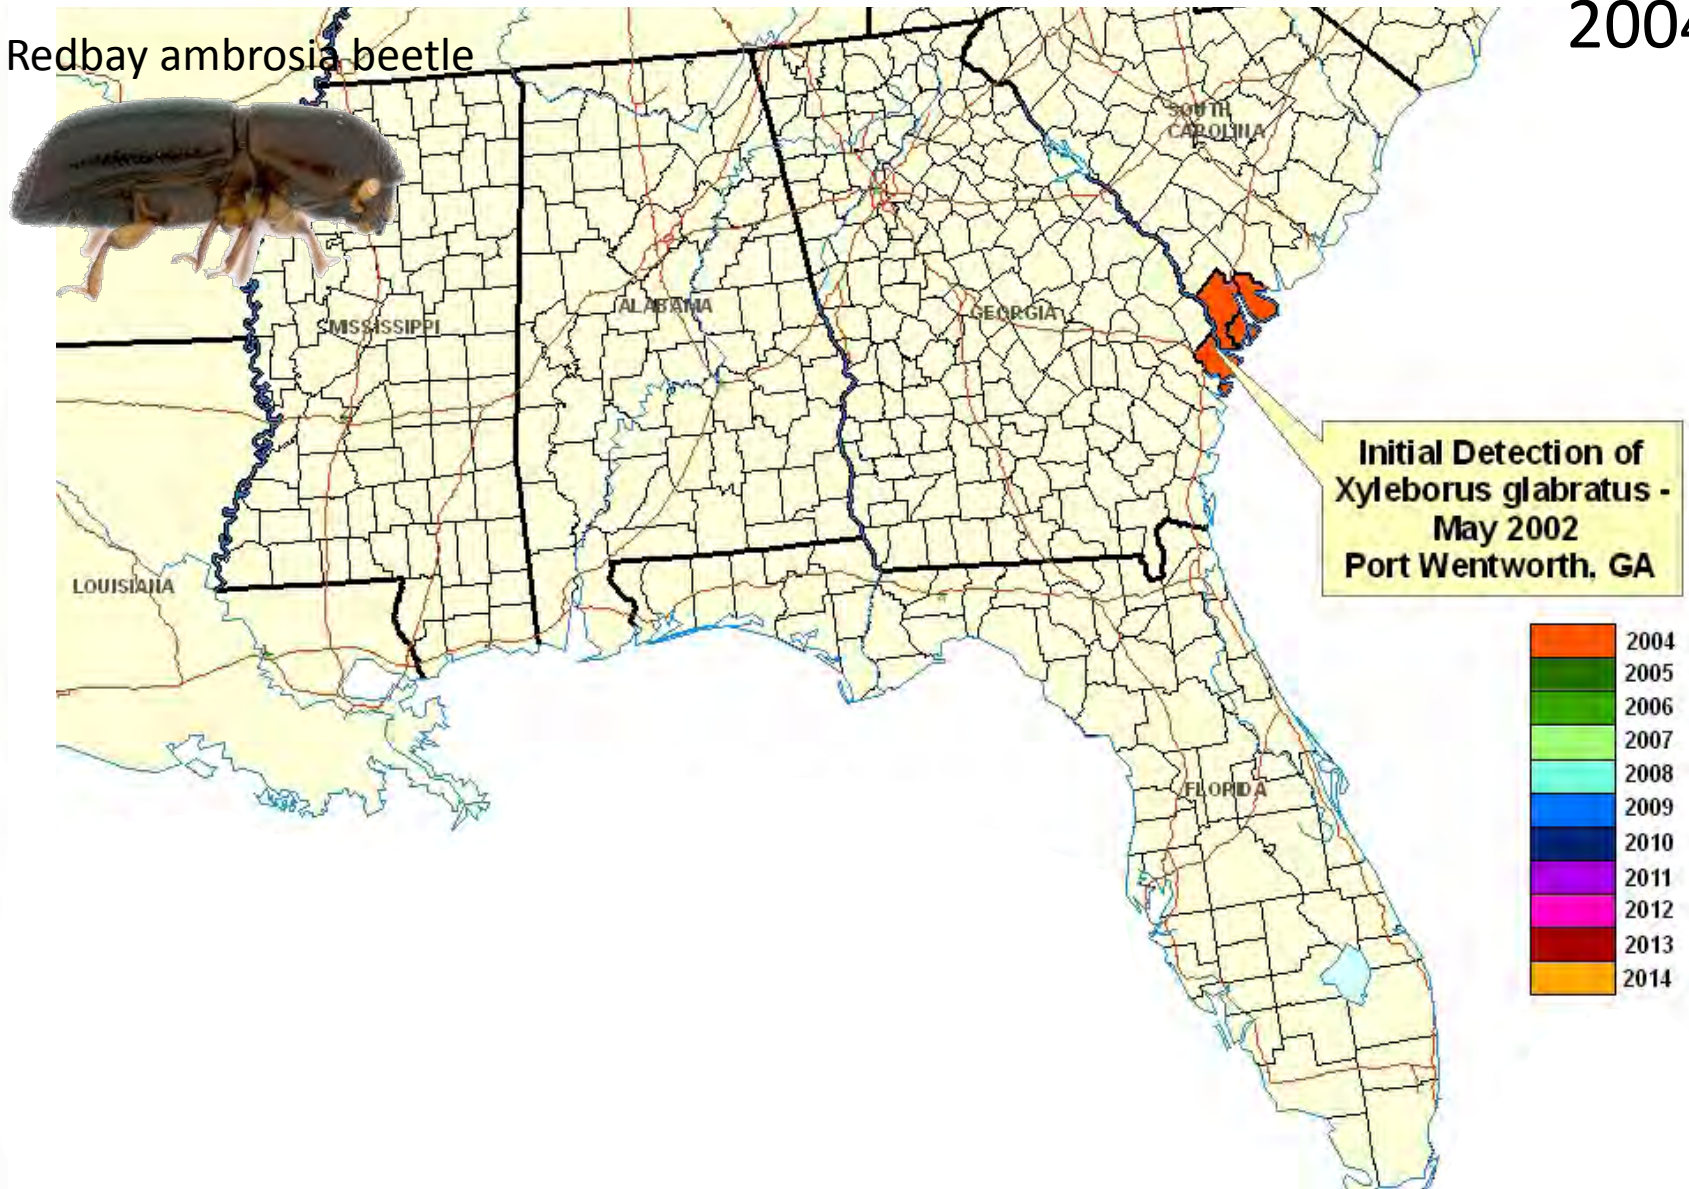 2004
Redbay ambrosia beetle
SOUTH
CAROLINA
MISSISSIPPI
ALABAMA
GEORGIA
LOUISIANA
FLORIDA
Initial Detection of
Xyleborus glabratus -
May 2002
Port Wentworth, GA
2004
2005
2006
2007
2008
2009
2010
2011
2012
2013
2014